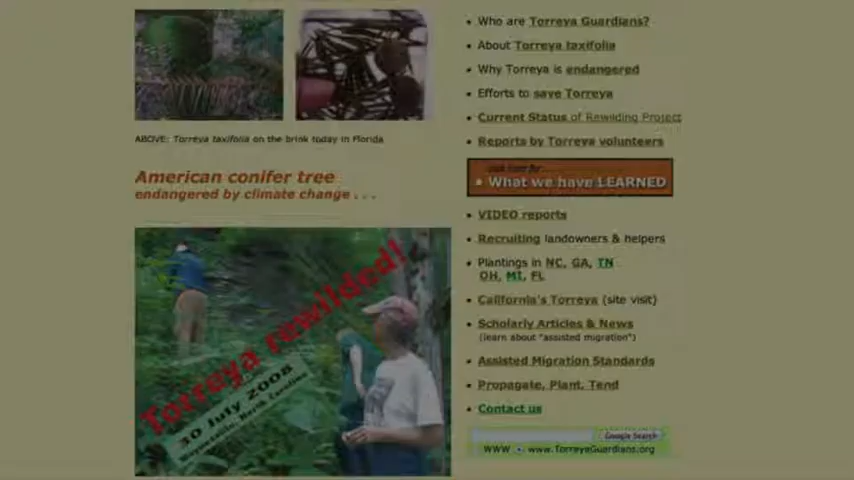 Who are Torreya Guardians?
About Torreya taxifolia
Why Torreya is endangered
Efforts to save Torreya
Current Status of Rewilding Project
Reports by Torreya volunteers
ABOVE: Torreya taxifolia on the brink today in Florida
American conifer tree
endangered by climate change . . .
Torreya rewilded!
30 July 2008
Waynesville, North Carolina
What we have LEARNED
VIDEO reports
Recruiting landowners & helpers
Plantings in NC, GA, TN
OH, MI, FL
California's Torreya (site visit)
Scholarly Articles & News
(learn about "assisted migration")
Assisted Migration Standards
Propagate, Plant, Tend
Contact us
Google Search
WWW www.TorreyaGuardians.org